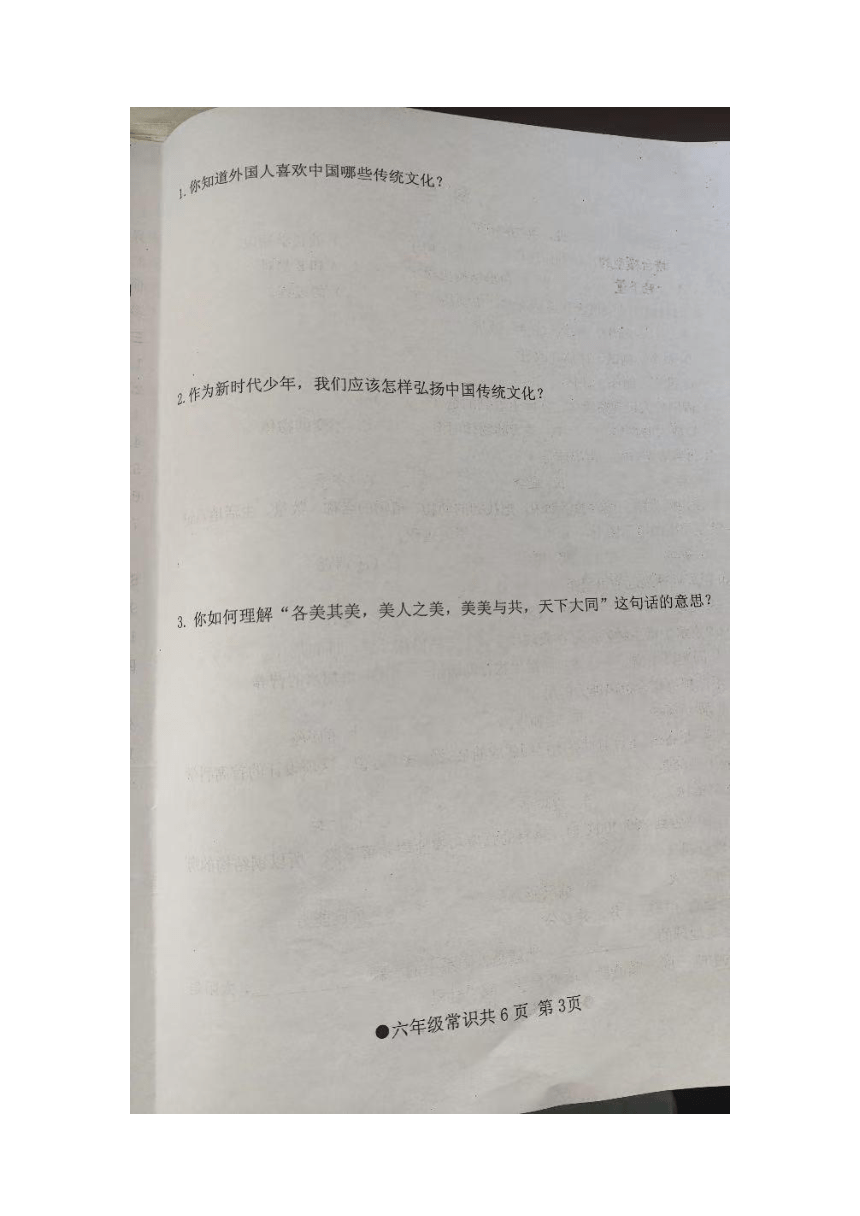 1.你知道外国人喜欢中国哪些传统文化?
2.作为新时代少年，我们应该怎样弘扬中国传统文化?
3.你如何理解“各美其美，美人之美，美美与共，天下大同”这句话的意思?
●六年级常识共6页 第3页